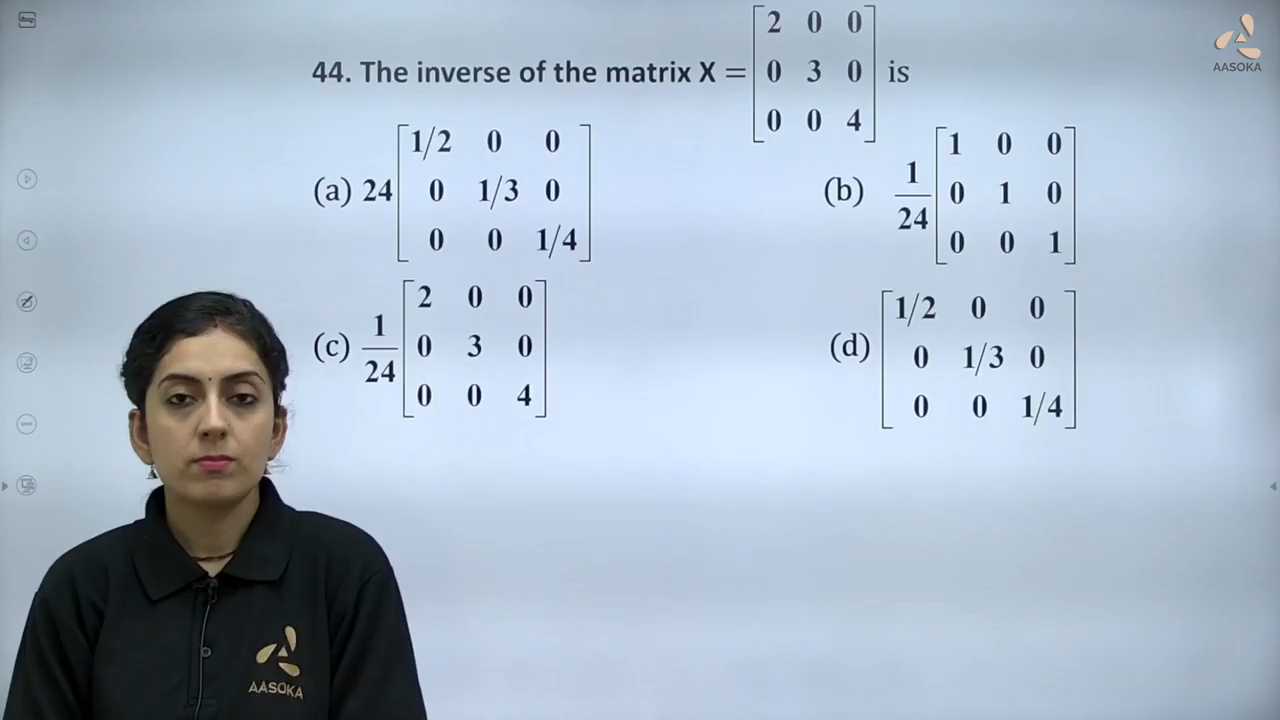 44. The inverse of the matrix X = [2 0 0
0 3 0
0 0 4] is
(a) 24 [1/2 0 0
0 1/3 0
0 0 1/4]
(b) 1/24 [1 0 0
0 1 0
0 0 1]
(c) 1/24 [2 0 0
0 3 0
0 0 4]
(d) [1/2 0 0
0 1/3 0
0 0 1/4]
AASOKA
AASOKA